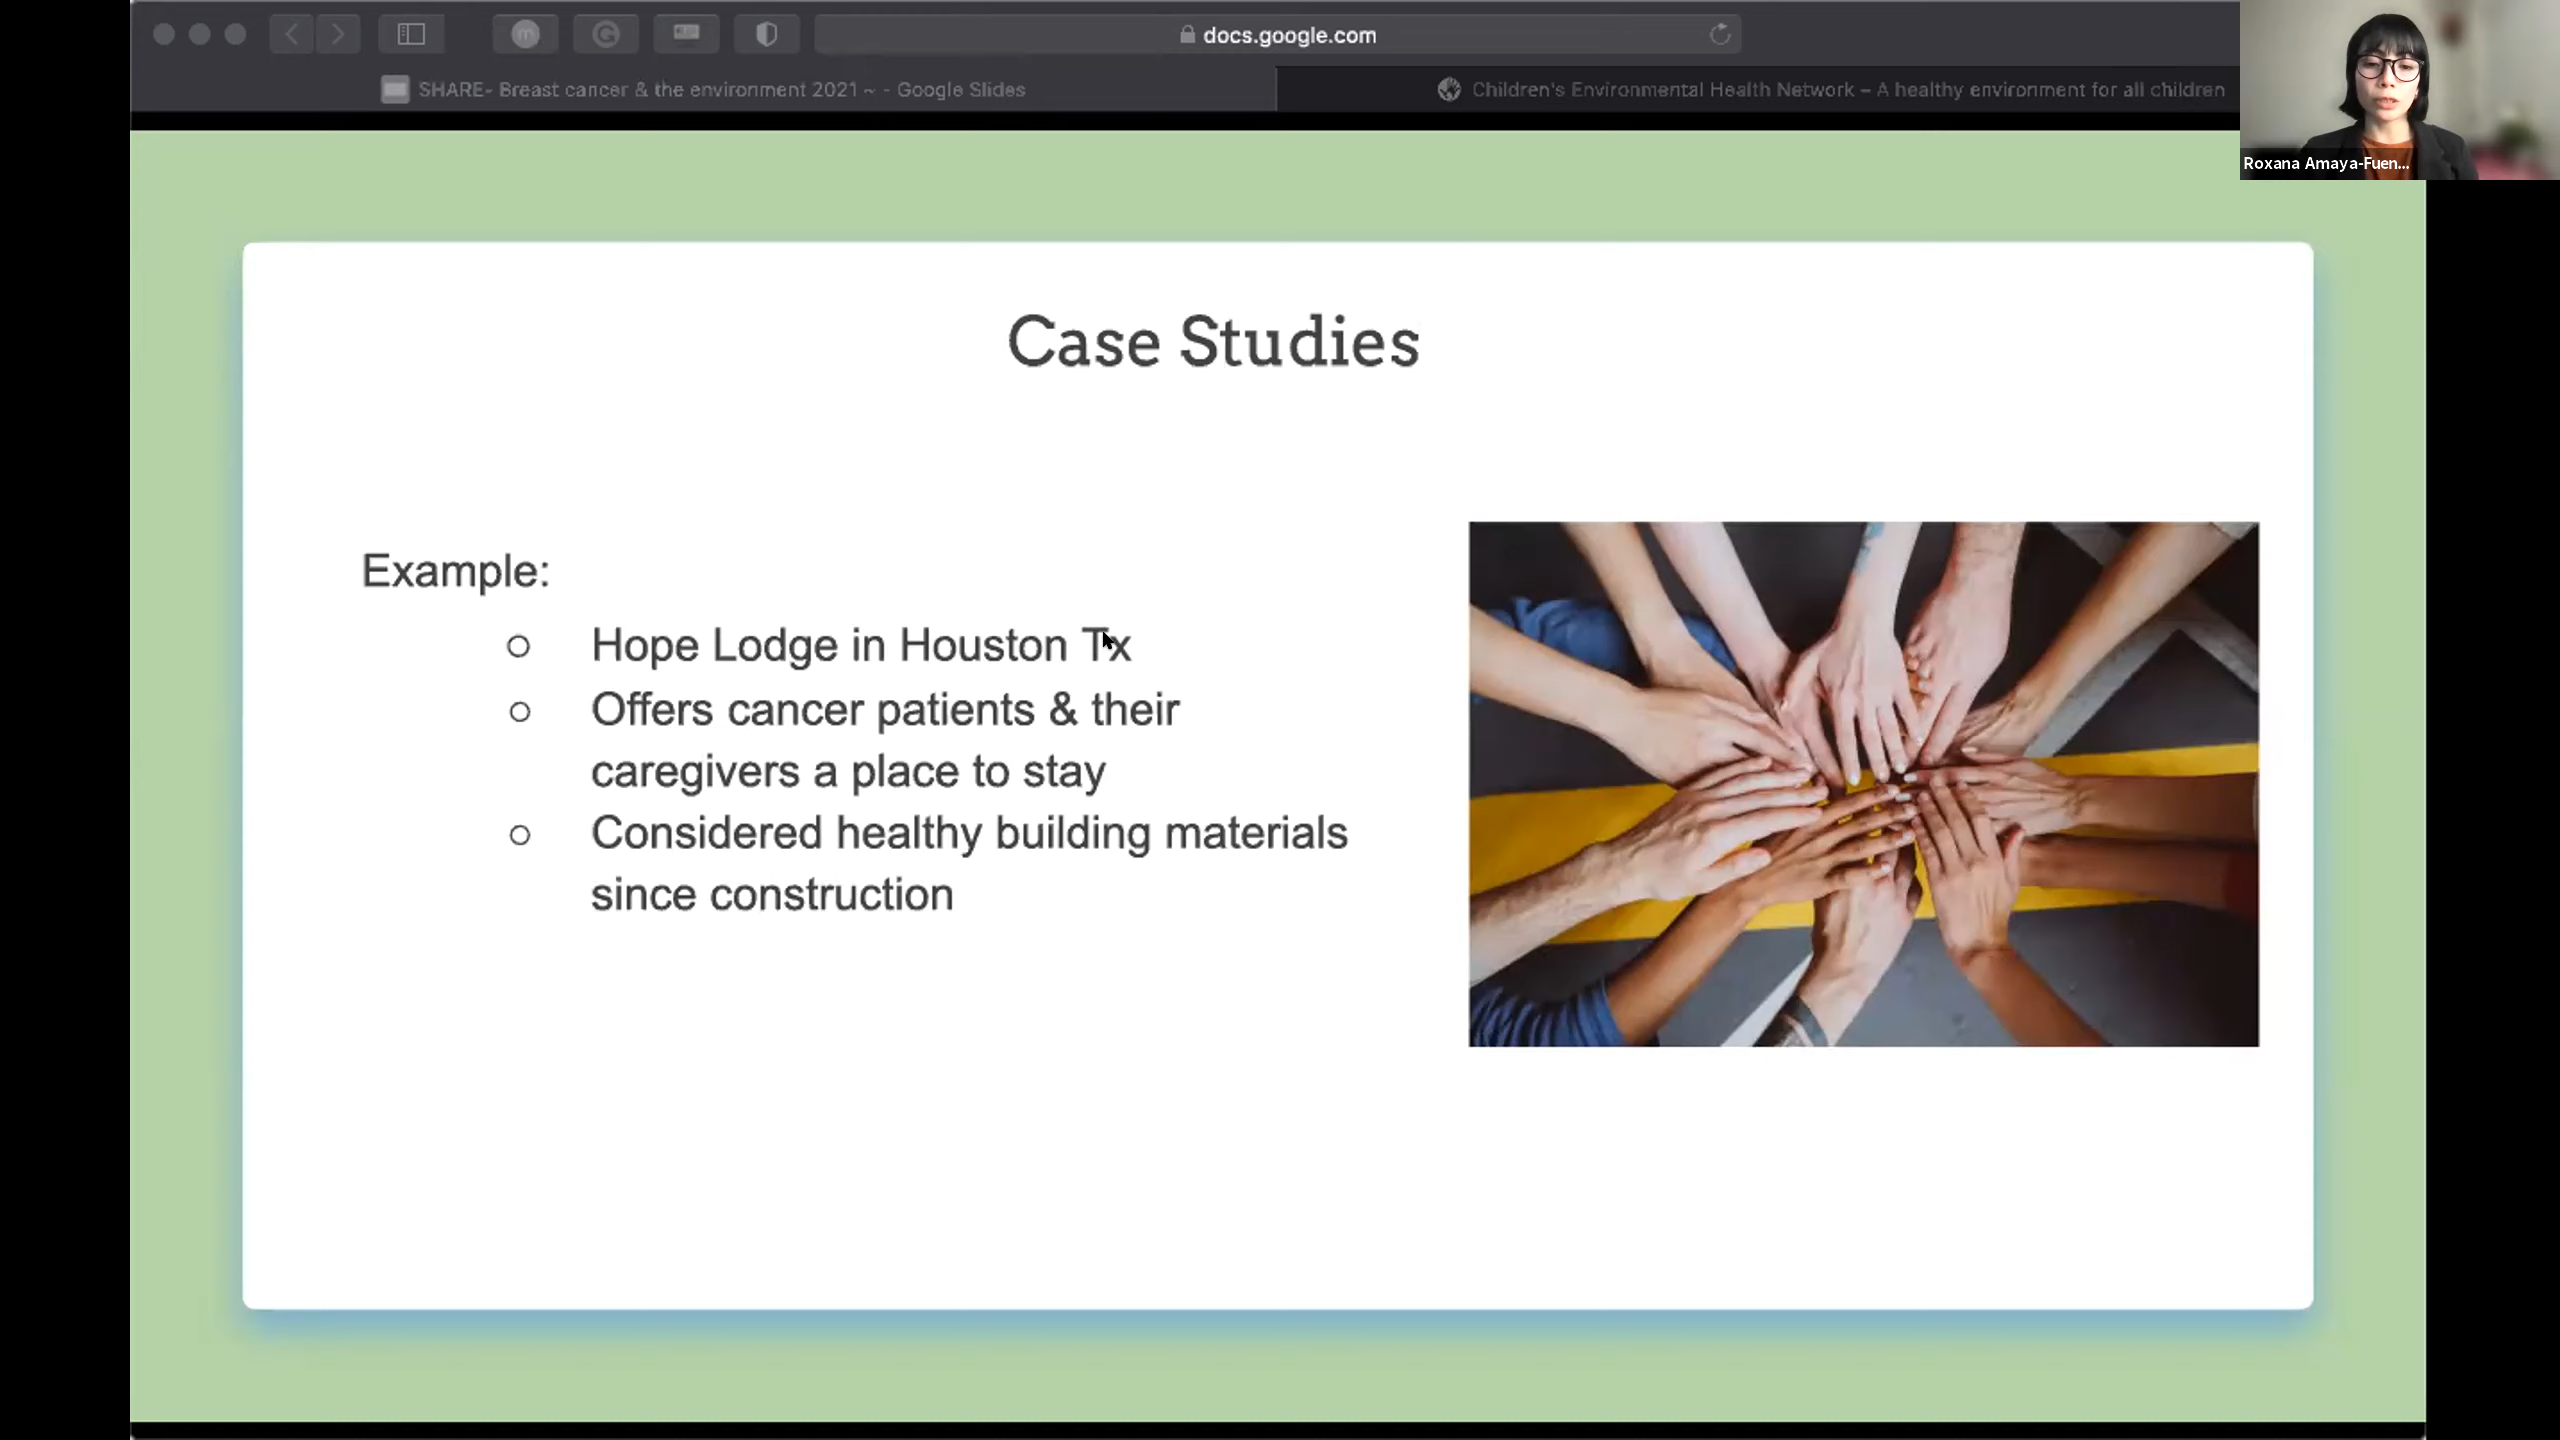 docs.google.com
SHARE- Breast cancer & the environment 2021 ~ - Google Slides
Children's Environmental Health Network – A healthy environment for all children
Roxana Amaya-Fuen...
Case Studies
Example:
Hope Lodge in Houston Tx
Offers cancer patients & their
caregivers a place to stay
Considered healthy building materials
since construction